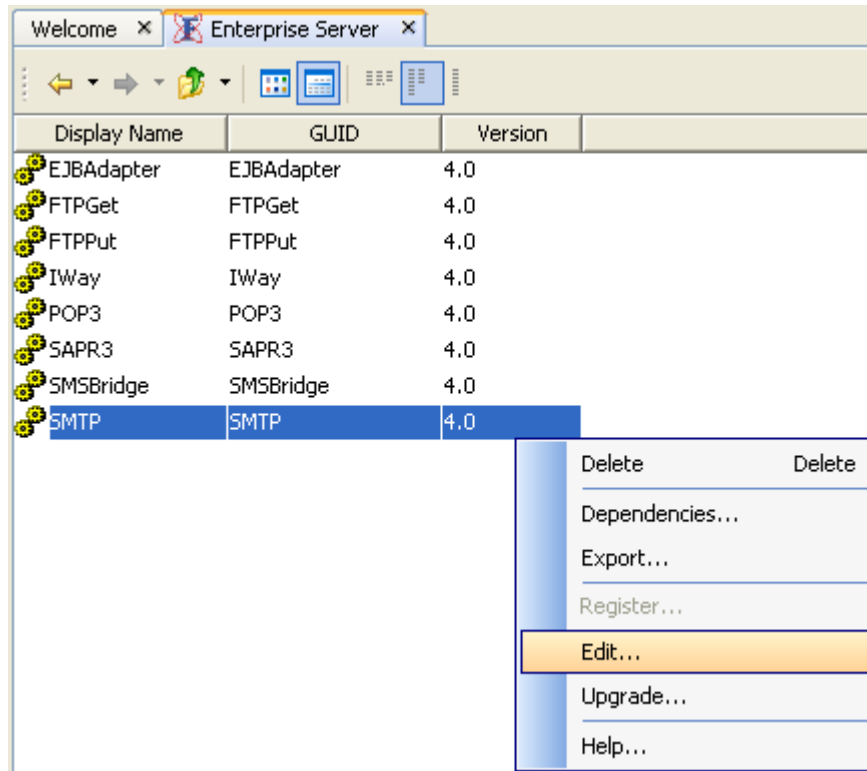 Welcome Enterprise Server
Display Name GUID Version
EJBAdapter EJBAdapter 4.0
FTPGet FTPGet 4.0
FTPPut FTPPut 4.0
IWay IWay 4.0
POP3 POP3 4.0
SAPR3 SAPR3 4.0
SMSBridge SMSBridge 4.0
SMTP SMTP 4.0
Delete Delete
Dependencies...
Export...
Register...
Edit...
Upgrade...
Help...